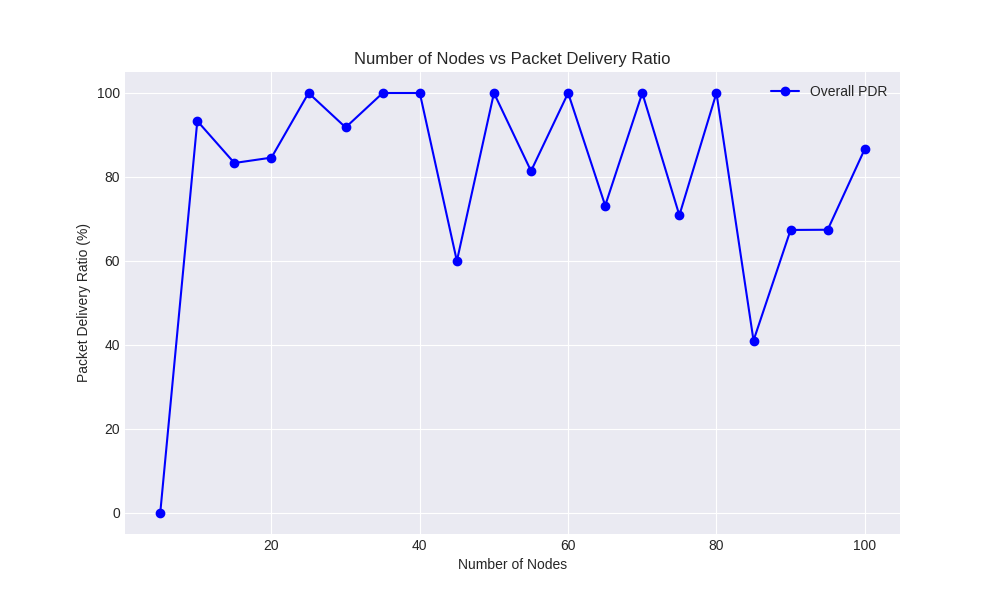 Number of Nodes vs Packet Delivery Ratio
Overall PDR
Packet Delivery Ratio (%)
100
80
60
40
20
0
20 40 60 80 100
Number of Nodes